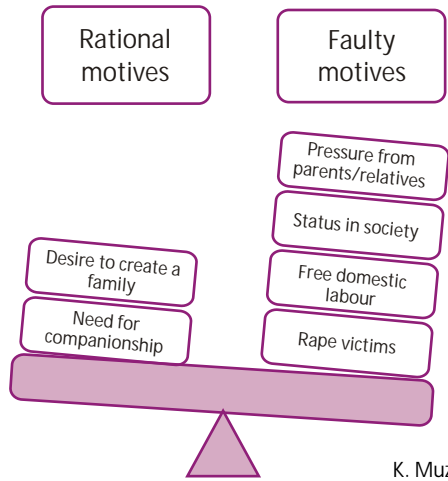 Rational
motives
Faulty
motives
Desire to create a
family
Need for
companionship
Pressure from
parents/relatives
Status in society
Free domestic
labour
Rape victims
K. Muz